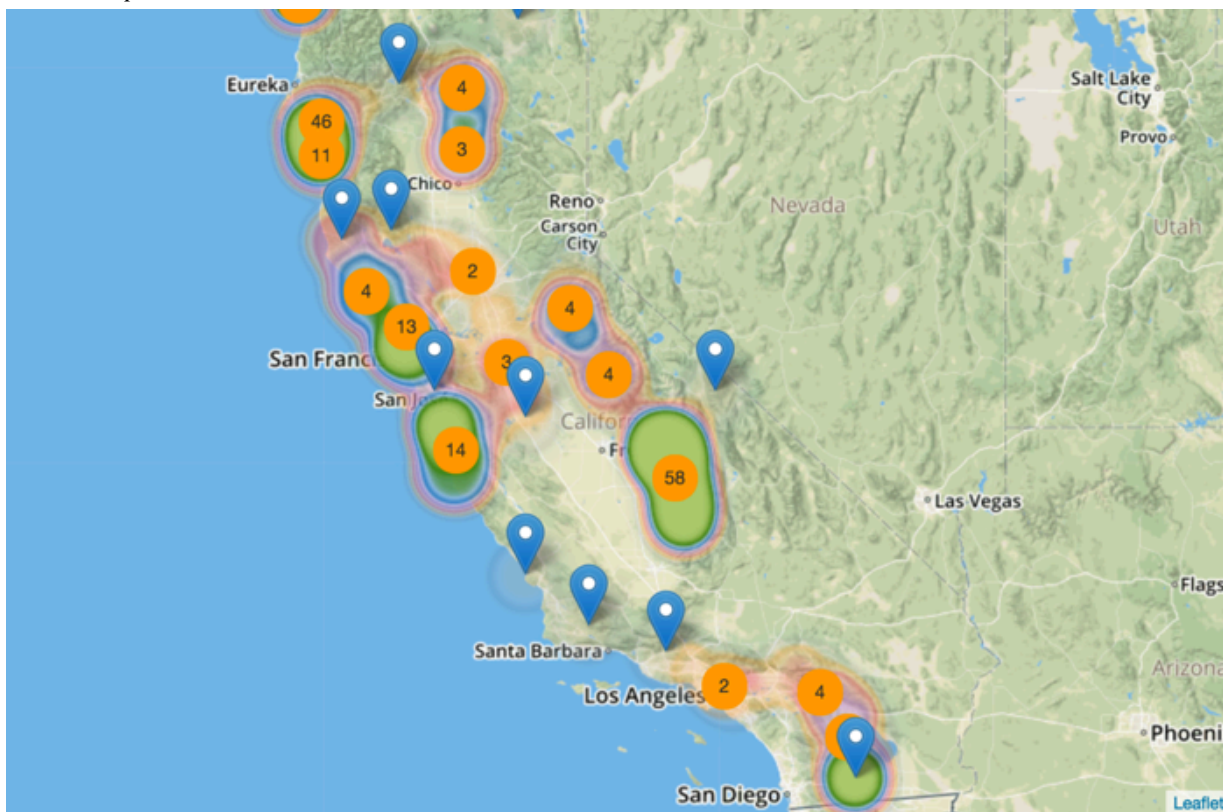 Eureka
4
Salt Lake
City
46
Provo
3
11
Chico
Reno
Nevada
Carson
City
Utah
2
4
4
13
San Franci
3
4
San Jos
Californ
14
Fr
58
Las Vegas
Flags
Santa Barbara
Arizona
2
4
Los Angeles
Phoeni
San Diego
Leaflet